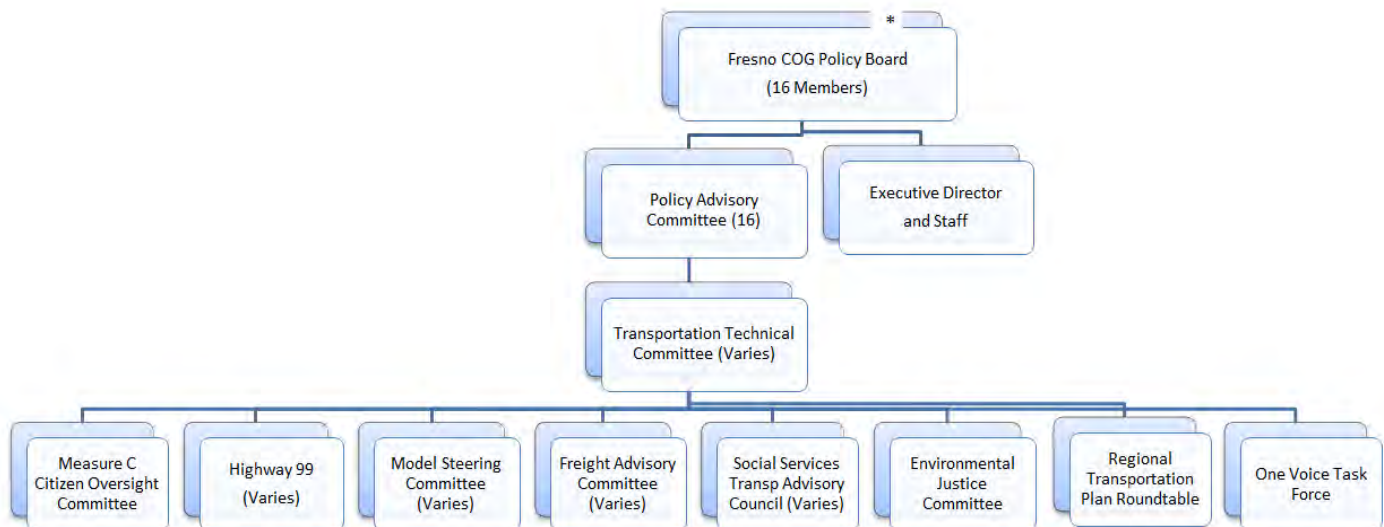 *
Fresno COG Policy Board
(16 Members)
Policy Advisory
Committee (16)
Executive Director
and Staff
Transportation Technical
Committee (Varies)
Measure C
Citizen Oversight
Committee
Highway 99
(Varies)
Model Steering
Committee
(Varies)
Freight Advisory
Committee
(Varies)
Social Services
Transp Advisory
Council (Varies)
Environmental
Justice
Committee
Regional
Transportation
Plan Roundtable
One Voice Task
Force